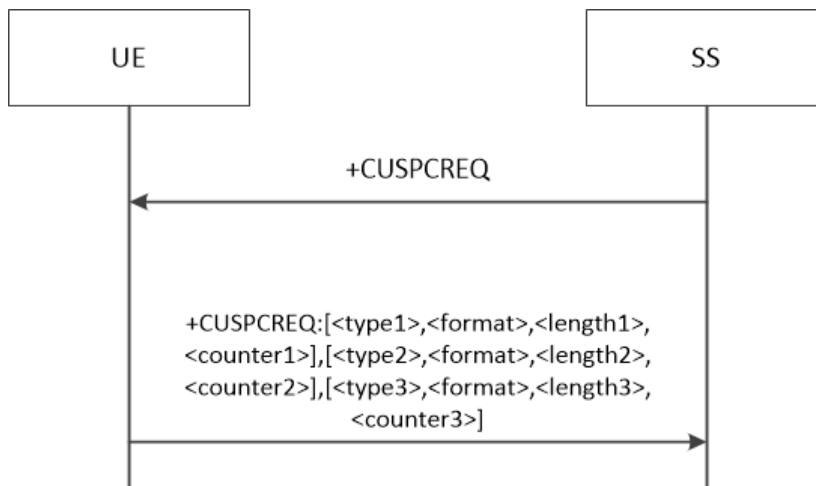 UE
SS
+CUSPCREQ
+CUSPCREQ:[<type1>,<format>,<length1>,
<counter1>],[<type2>,<format>,<length2>,
<counter2>],[<type3>,<format>,<length3>,
<counter3>]